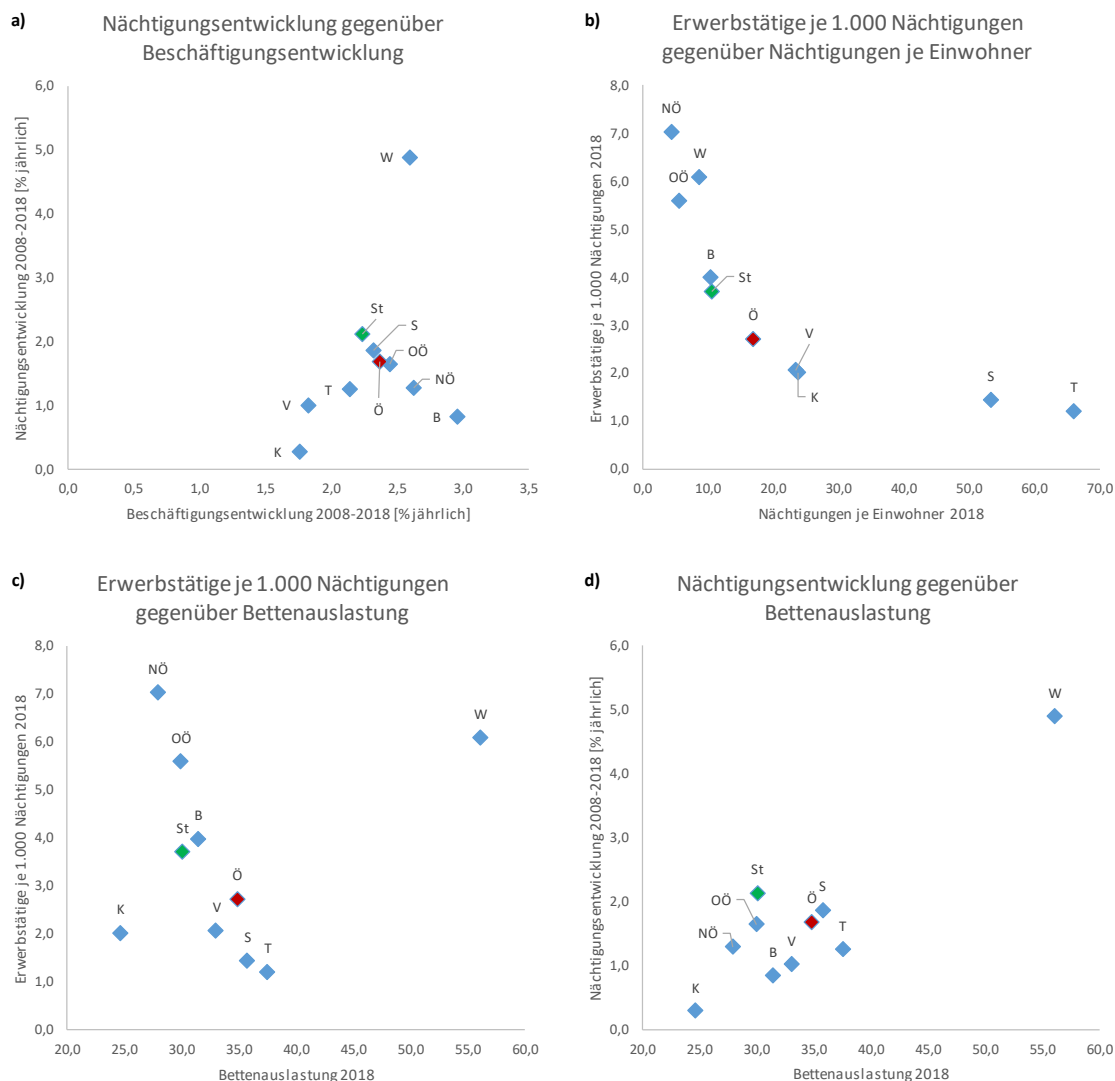 a)
Nächtigungsentwicklung gegenüber
Beschäftigungsentwicklung
Nächtigungsentwicklung 2008-2018 [% jährlich]
6,0
5,0
4,0
3,0
2,0
1,0
0,0
W
St
S
OÖ
NÖ
T
Ö
V
B
K
0,0 0,5 1,0 1,5 2,0 2,5 3,0 3,5
Beschäftigungsentwicklung 2008-2018 [% jährlich]
b)
Erwerbstätige je 1.000 Nächtigungen
gegenüber Nächtigungen je Einwohner
Erwerbstätige je 1.000 Nächtigungen 2018
8,0
7,0
6,0
5,0
4,0
3,0
2,0
1,0
0,0
NÖ
W
OÖ
B
St
Ö
V
K
S
T
0,0 10,0 20,0 30,0 40,0 50,0 60,0 70,0
Nächtigungen je Einwohner 2018
c)
Erwerbstätige je 1.000 Nächtigungen
gegenüber Bettenauslastung
Erwerbstätige je 1.000 Nächtigungen 2018
8,0
7,0
6,0
5,0
4,0
3,0
2,0
1,0
0,0
NÖ
W
OÖ
B
St
Ö
K
V
S
T
20,0 25,0 30,0 35,0 40,0 45,0 50,0 55,0 60,0
Bettenauslastung 2018
d)
Nächtigungsentwicklung gegenüber
Bettenauslastung
Nächtigungsentwicklung 2008-2018 [% jährlich]
6,0
5,0
4,0
3,0
2,0
1,0
0,0
W
St
OÖ
Ö
S
NÖ
B
V
T
K
20,0 30,0 40,0 50,0 60,0
Bettenauslastung 2018